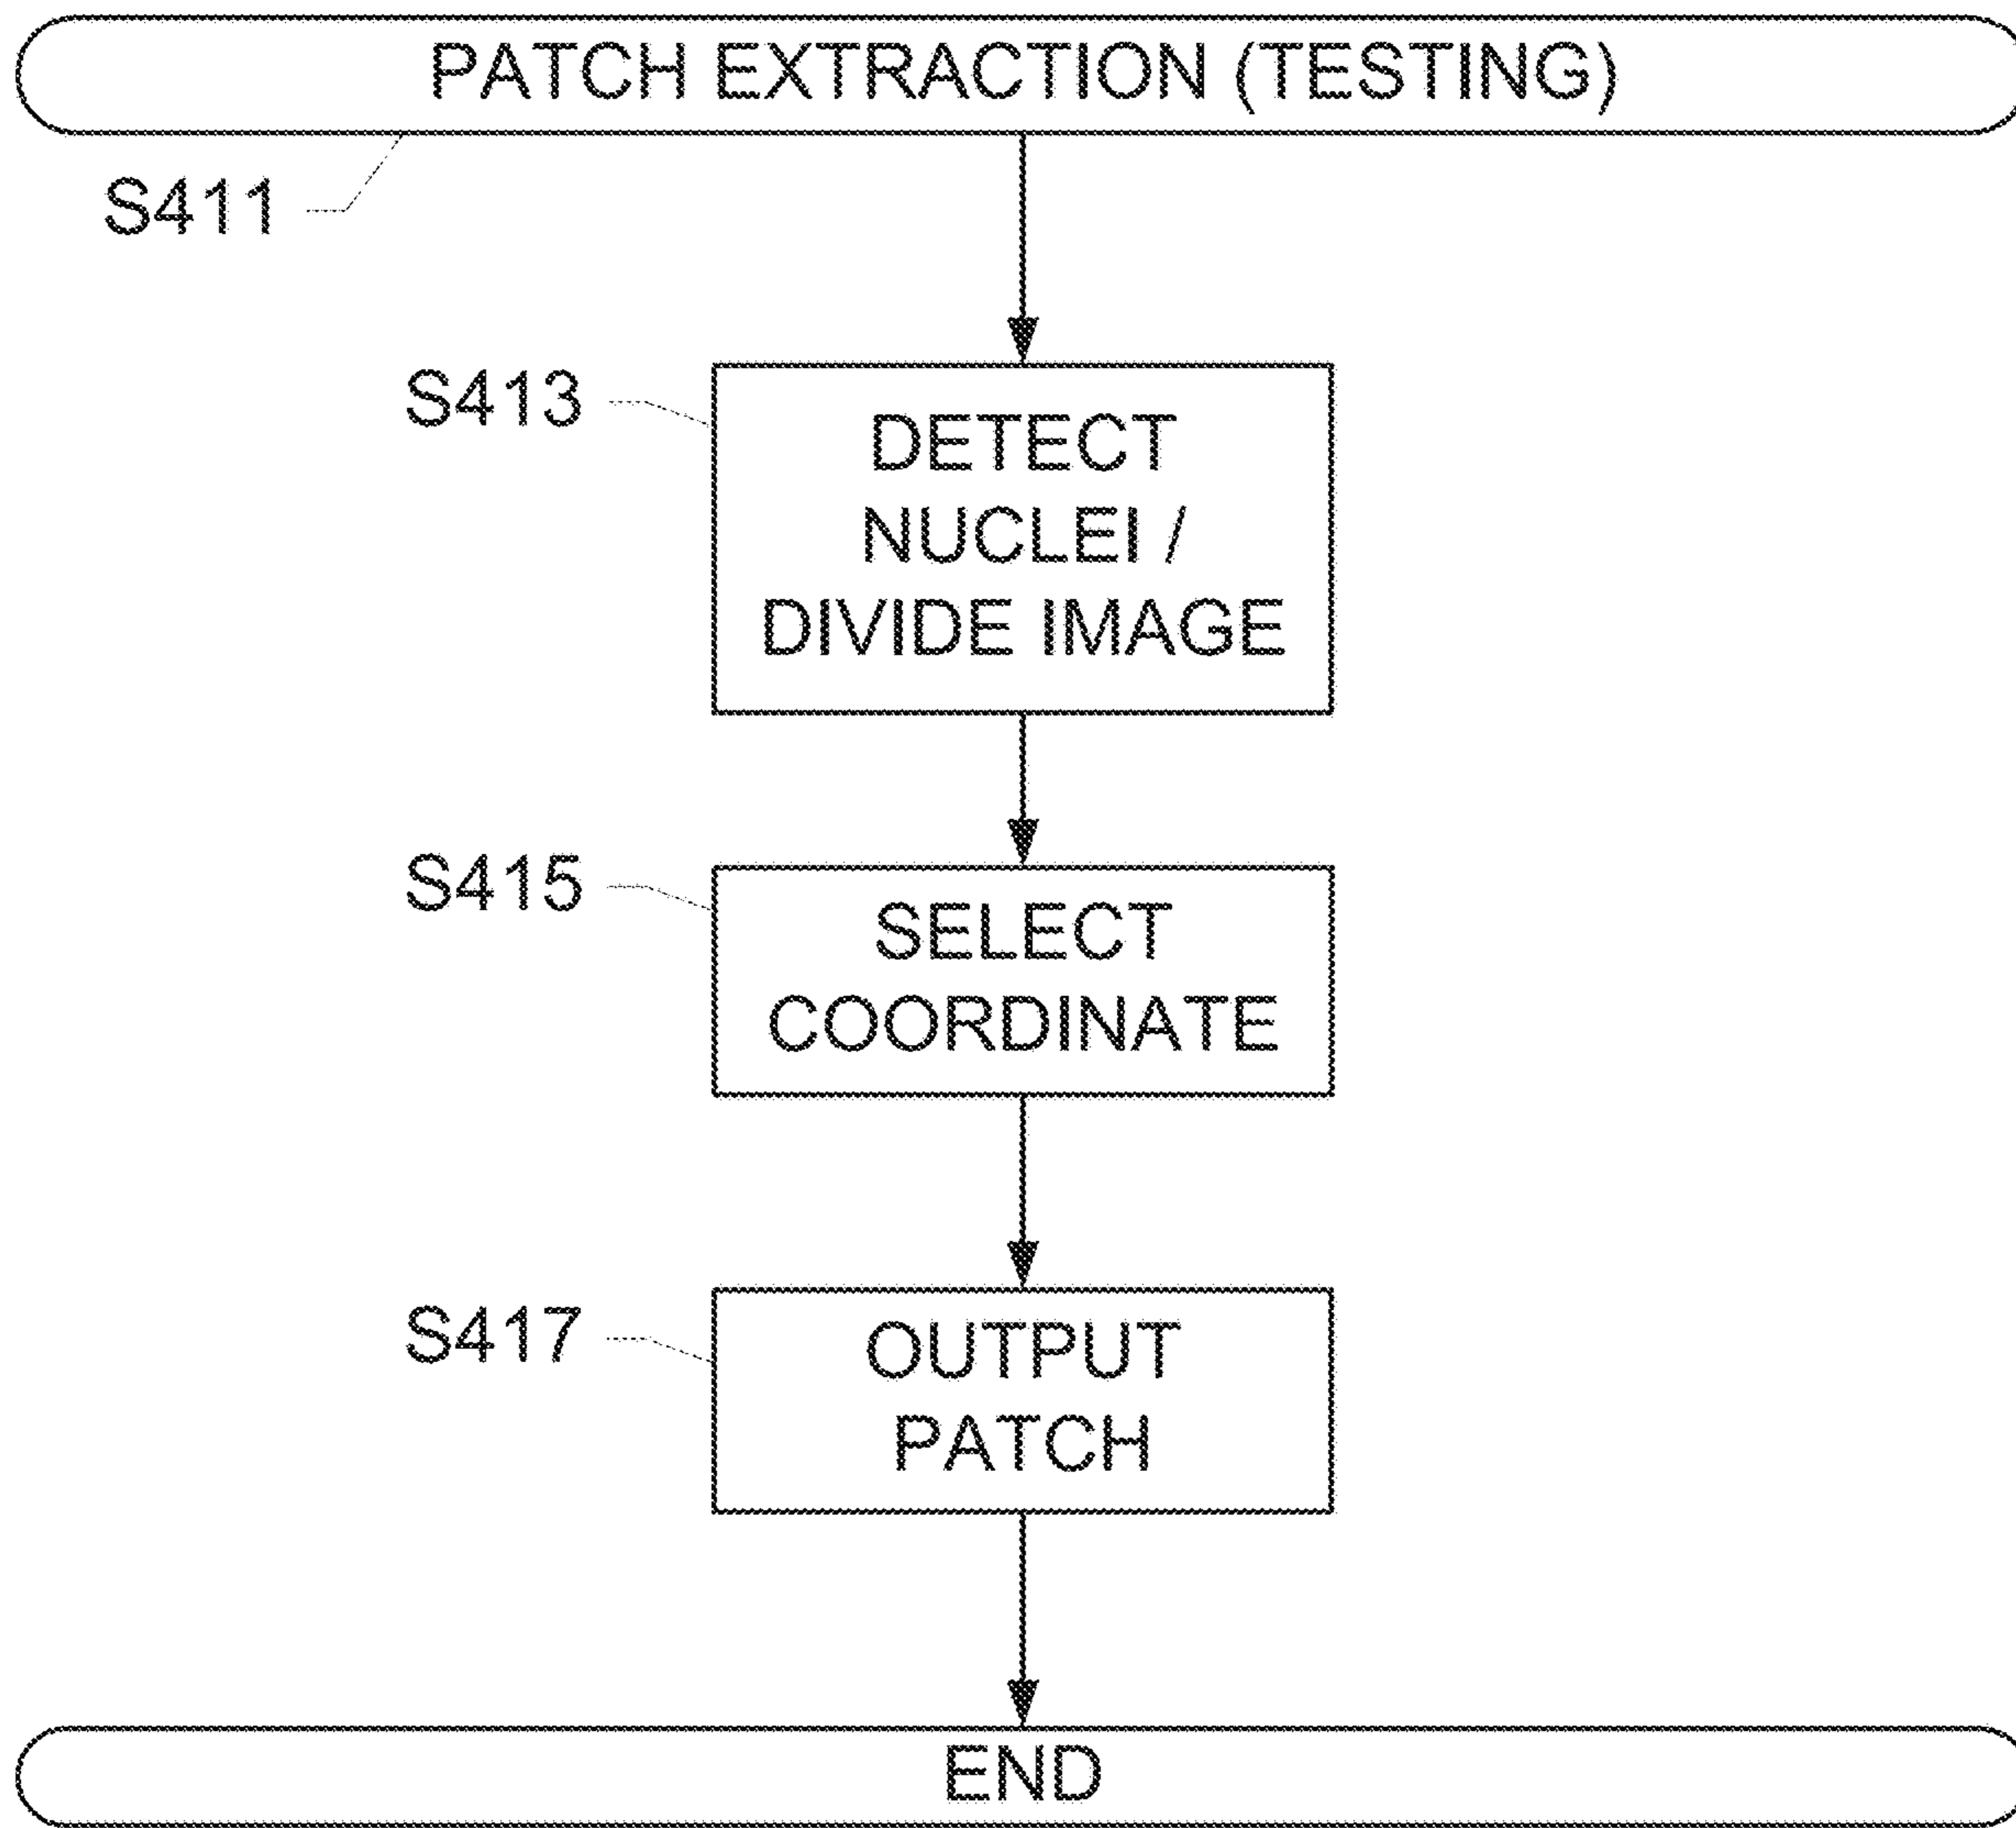 PATCH EXTRACTION (TESTING)
S411
S413
DETECT
NUCLEI /
DIVIDE IMAGE
S415
SELECT
COORDINATE
S417
OUTPUT
PATCH
END